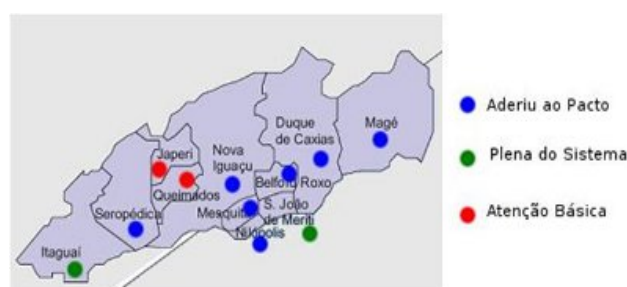 Duque
de Caxias
Magé
Japeri
Nova
Iguaçu
Belford Roxo
Queimados
Seropédica
Mesquita
S. João
de Meriti
Nilópolis
Itaguaí
Aderiu ao Pacto
Plena do Sistema
Atenção Básica